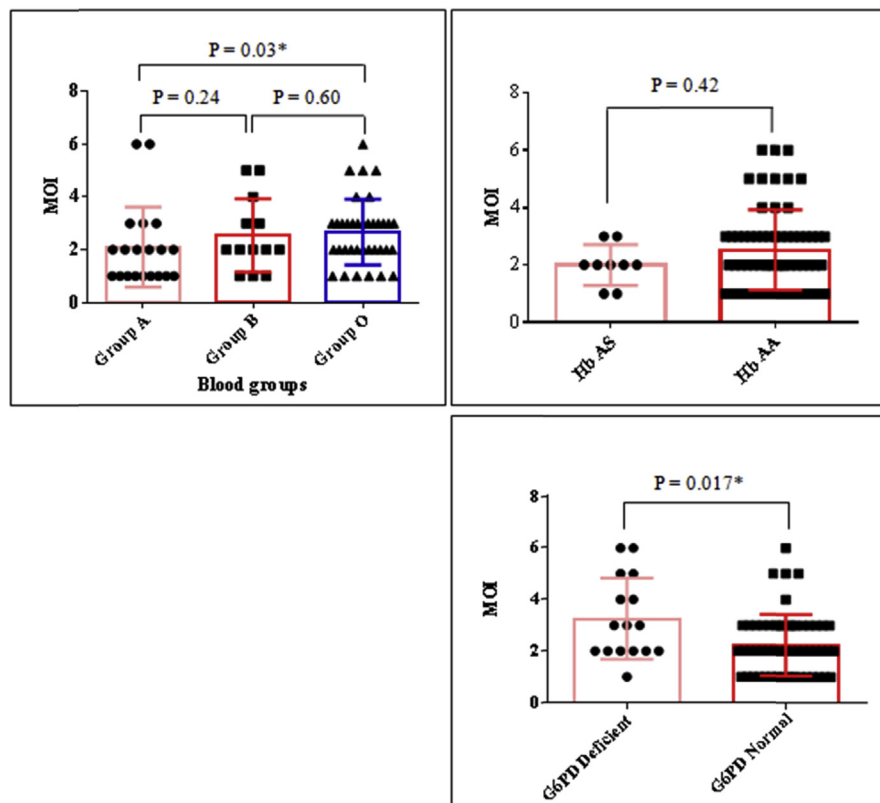 P = 0.03*
P = 0.24
P = 0.60
8
6
4
2
0
MOI
Group A
Group B
Group O
Blood groups
P = 0.42
8
6
4
2
0
MOI
Hb AS
Hb AA
P = 0.017*
8
6
4
2
0
MOI
G6PD Deficient
G6PD Normal